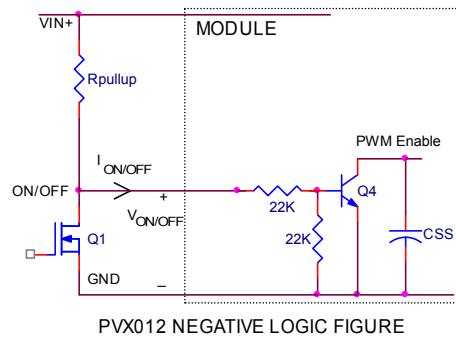 VIN+
MODULE
Rpullup
PWM Enable
I ON/OFF
ON/OFF
+
V ON/OFF
22K
Q4
Q1
22K
CSS
GND
–
PVX012 NEGATIVE LOGIC FIGURE